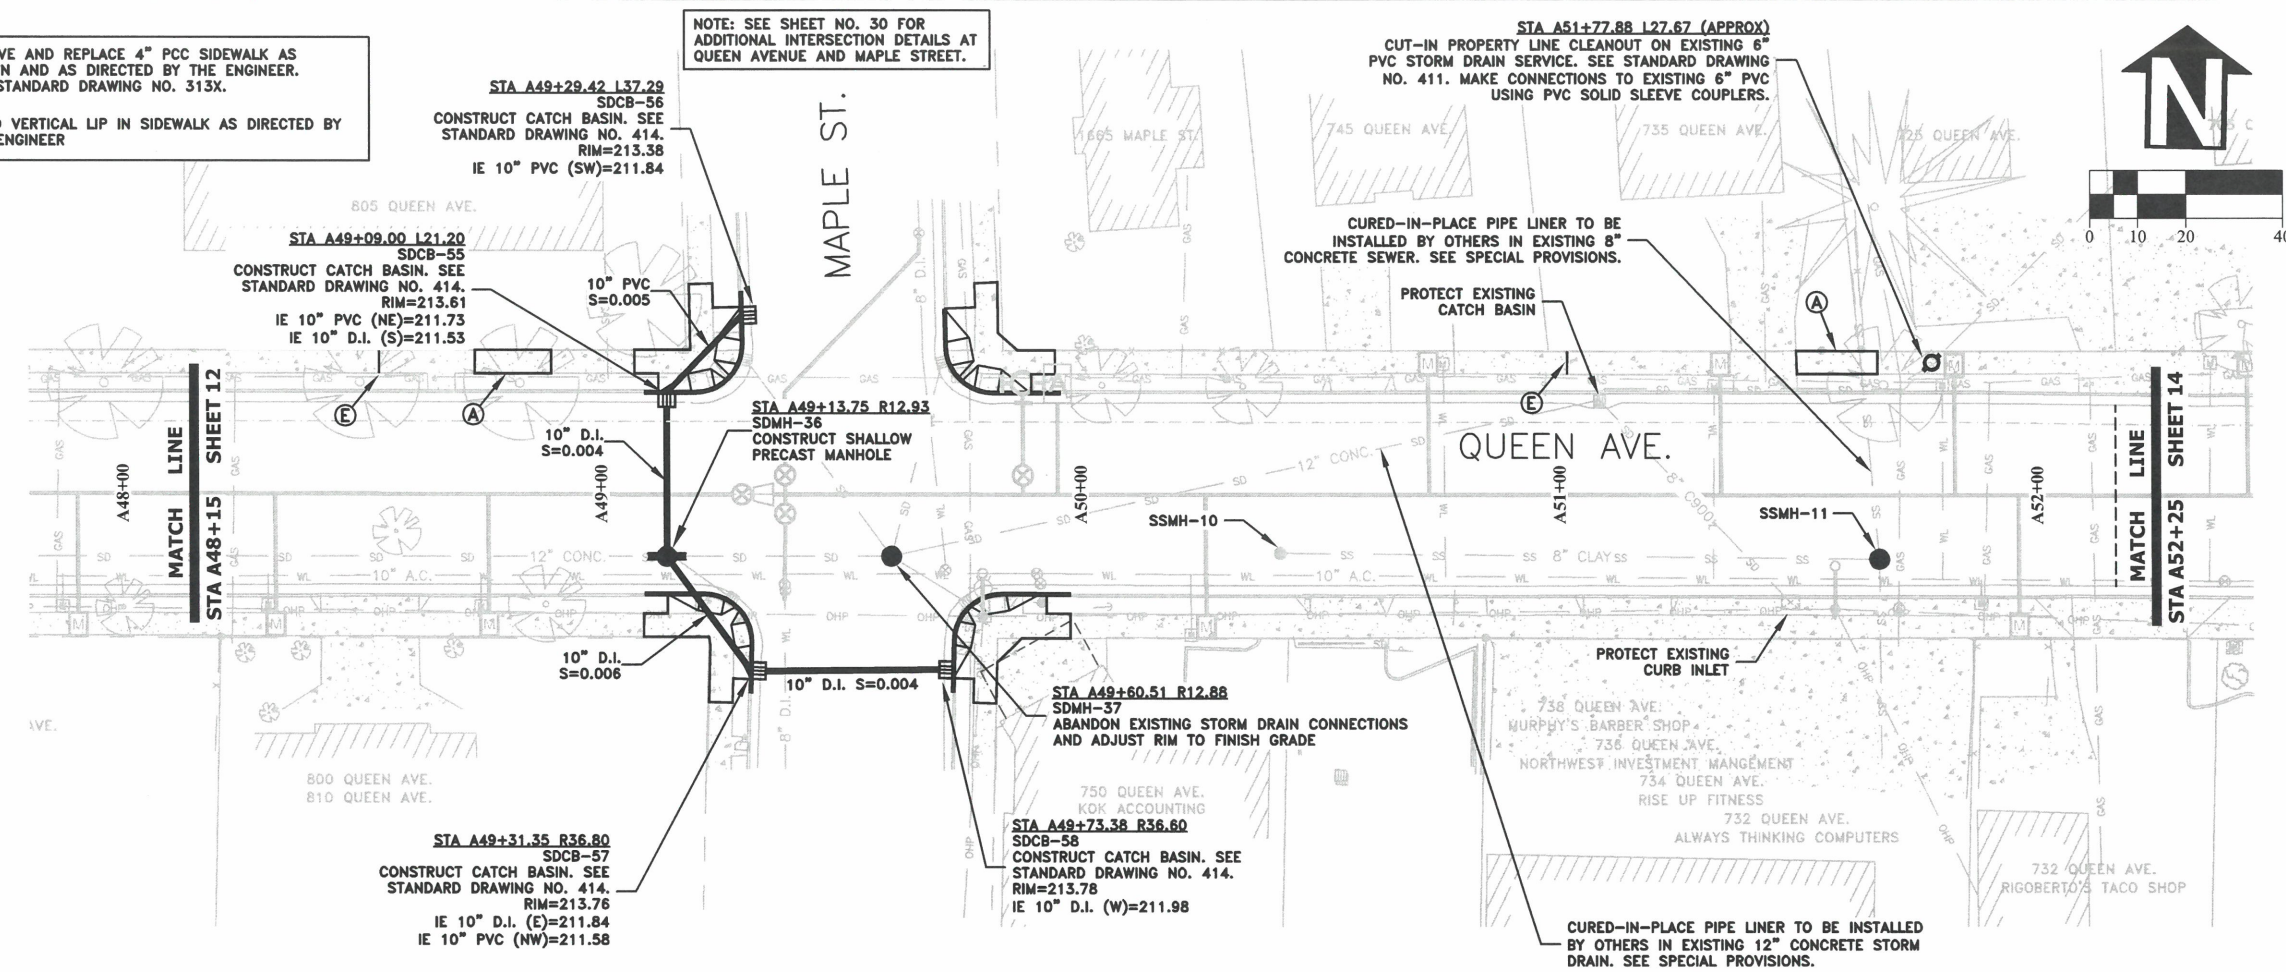 VE AND REPLACE 4" PCC SIDEWALK AS
N AND AS DIRECTED BY THE ENGINEER.
STANDARD DRAWING NO. 313X.
VERTICAL LIP IN SIDEWALK AS DIRECTED BY
ENGINEER
NOTE: SEE SHEET NO. 30 FOR
ADDITIONAL INTERSECTION DETAILS AT
QUEEN AVENUE AND MAPLE STREET.
STA A51+77.88 L27.67 (APPROX)
CUT-IN PROPERTY LINE CLEANOUT ON EXISTING 6"
PVC STORM DRAIN SERVICE. SEE STANDARD DRAWING
NO. 411. MAKE CONNECTIONS TO EXISTING 6" PVC
USING PVC SOLID SLEEVE COUPLERS.
N
0 10 20 40
STA A49+29.42 L37.29
SDCB-56
CONSTRUCT CATCH BASIN. SEE
STANDARD DRAWING NO. 414.
RIM=213.38
IE 10" PVC (SW)=211.84
MAPLE ST.
1665 MAPLE ST.
745 QUEEN AVE.
735 QUEEN AVE.
725 QUEEN AVE.
805 QUEEN AVE.
STA A49+09.00 L21.20
SDCB-55
CONSTRUCT CATCH BASIN. SEE
STANDARD DRAWING NO. 414.
RIM=213.61
IE 10" PVC (NE)=211.73
IE 10" D.I. (S)=211.53
10" PVC
S=0.005
8" D.I.
CURED-IN-PLACE PIPE LINER TO BE
INSTALLED BY OTHERS IN EXISTING 8"
CONCRETE SEWER. SEE SPECIAL PROVISIONS.
PROTECT EXISTING
CATCH BASIN
A
E
A
E
MATCH LINE
STA A48+15 SHEET 12
A48+00
A49+00
A50+00
A51+00
A52+00
10" D.I.
S=0.004
STA A49+13.75 R12.93
SDMH-36
CONSTRUCT SHALLOW
PRECAST MANHOLE
QUEEN AVE.
12" CONC.
8" CONC.
MATCH LINE
STA A52+25 SHEET 14
SSMH-10
SSMH-11
12" CONC.
10" A.C.
8" CLAY
10" A.C.
10" D.I.
S=0.006
10" D.I. S=0.004
8" D.I.
PROTECT EXISTING
CURB INLET
STA A49+60.51 R12.88
SDMH-37
ABANDON EXISTING STORM DRAIN CONNECTIONS
AND ADJUST RIM TO FINISH GRADE
738 QUEEN AVE.
MURPHY'S BARBER SHOP
736 QUEEN AVE.
NORTHWEST INVESTMENT MANGEMENT
734 QUEEN AVE.
RISE UP FITNESS
732 QUEEN AVE.
ALWAYS THINKING COMPUTERS
AVE.
800 QUEEN AVE.
810 QUEEN AVE.
750 QUEEN AVE.
KOK ACCOUNTING
732 QUEEN AVE.
RIGOBERTO'S TACO SHOP
STA A49+31.35 R36.80
SDCB-57
CONSTRUCT CATCH BASIN. SEE
STANDARD DRAWING NO. 414.
RIM=213.76
IE 10" D.I. (E)=211.84
IE 10" PVC (NW)=211.58
STA A49+73.38 R36.60
SDCB-58
CONSTRUCT CATCH BASIN. SEE
STANDARD DRAWING NO. 414.
RIM=213.78
IE 10" D.I. (W)=211.98
CURED-IN-PLACE PIPE LINER TO BE INSTALLED
BY OTHERS IN EXISTING 12" CONCRETE STORM
DRAIN. SEE SPECIAL PROVISIONS.